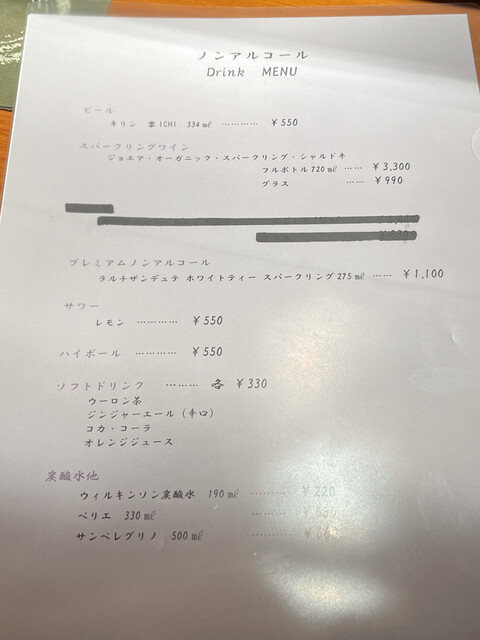 ノンアルコール
Drink MENU
ビール
キリン 零ICHI 334㎖ ………… ¥550
スパークリングワイン
ジョエア・オーガニック・スパークリング・シャルドネ
フルボトル720㎖ …… ¥3,300
グラス …… ¥990
プレミアムノンアルコール
ラルチザンデュテ ホワイトティー スパークリング 275㎖ …… ¥1,100
サワー
レモン ………… ¥550
ハイボール ………… ¥550
ソフトドリンク ……… 各 ¥330
ウーロン茶
ジンジャーエール（辛口）
コカ・コーラ
オレンジジュース
炭酸水他
ウィルキンソン炭酸水 190㎖ ……… ¥220
ペリエ 330㎖ ……… ¥
サンペレグリノ 500㎖ ……… ¥